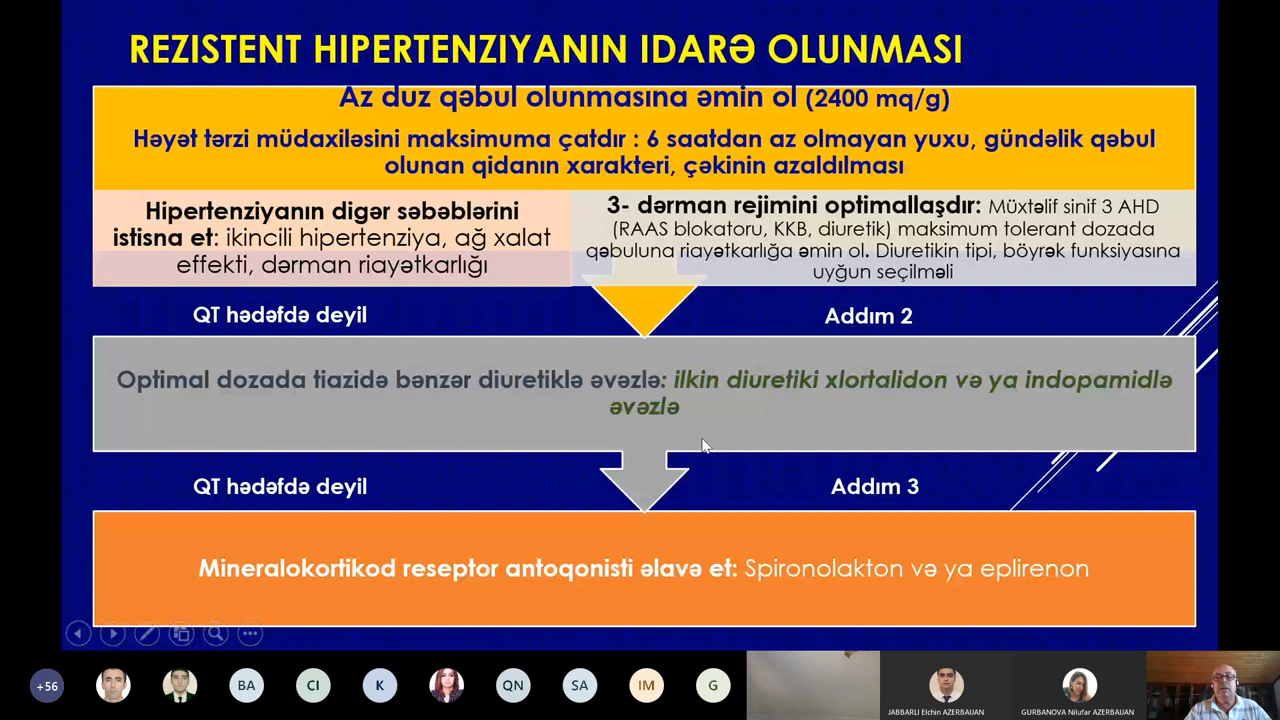 REZISTENT HIPERTENZIYANIN IDARƏ OLUNMASI
Az duz qəbul olunmasına əmin ol (2400 mq/g)
Həyət tərzi müdaxiləsini maksimuma çatdır : 6 saatdan az olmayan yuxu, gündəlik qəbul
olunan qidanın xarakteri, çəkinin azaldılması
Hipertenziyanın digər səbəblərini
istisna et: ikincili hipertenziya, ağ xalat
effekti, dərman riayətkarlığı
3- dərman rejimini optimallaşdır: Müxtəlif sinif 3 AHD
(RAAS blokatoru, KKB, diuretik) maksimum tolerant dozada
qəbuluna riayətkarlığa əmin ol. Diuretikin tipi, böyrək funksiyasına
uyğun seçilməli
QT hədəfdə deyil
Addım 2
Optimal dozada tiazidə bənzər diuretiklə əvəzlə: ilkin diuretiki xlortalidon və ya indopamidlə
əvəzlə
QT hədəfdə deyil
Addım 3
Mineralokortikod reseptor antoqonisti əlavə et: Spironolakton və ya eplirenon
+56
BA
CI
K
QN
SA
IM
G
JABBARLI Elchin AZERBAIJAN
GURBANOVA Nilufar AZERBAIJAN